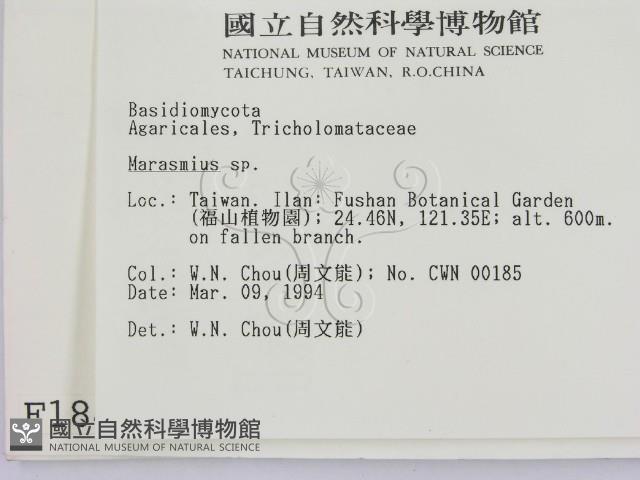 國立自然科學博物館
NATIONAL MUSEUM OF NATURAL SCIENCE
TAICHUNG, TAIWAN, R.O.CHINA
Basidiomycota
Agaricales, Tricholomataceae
Marasmius sp.
Loc.: Taiwan. Ilan: Fushan Botanical Garden
(福山植物園); 24.46N, 121.35E; alt. 600m.
on fallen branch.
Col.: W.N. Chou(周文能); No. CWN 00185
Date: Mar. 09, 1994
Det.: W.N. Chou(周文能)
F18
國立自然科學博物館
NATIONAL MUSEUM OF NATURAL SCIENCE